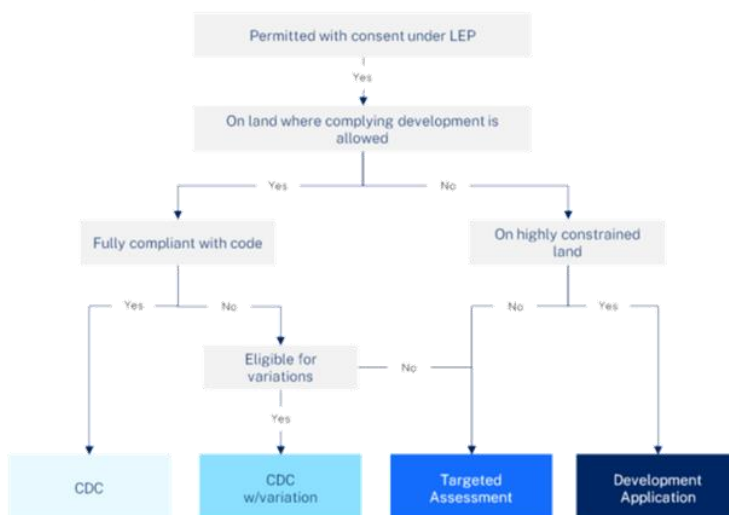 Permitted with consent under LEP
Yes
On land where complying development is
allowed
Yes
No
Fully compliant with code
On highly constrained
land
Yes
No
No
Yes
Eligible for
variations
No
Yes
CDC
CDC
w/variation
Targeted
Assessment
Development
Application